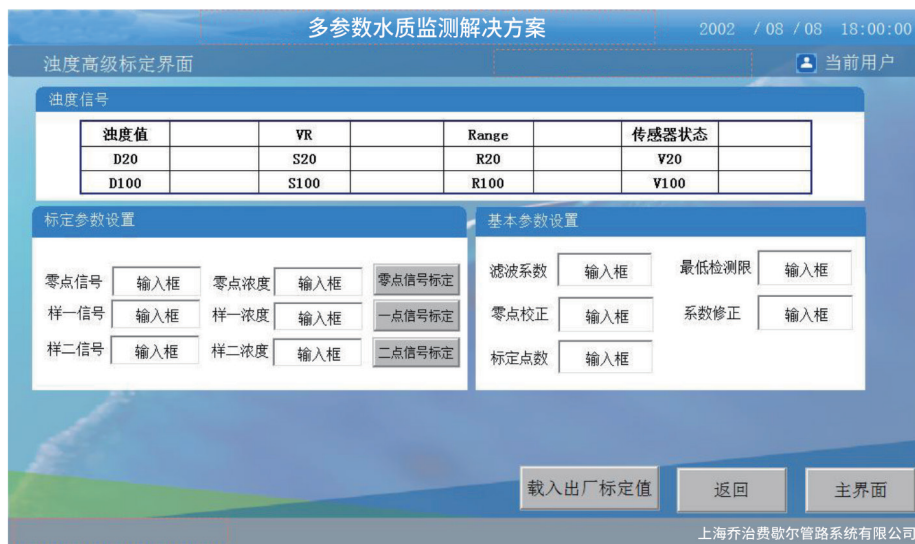 多参数水质监测解决方案 2002 / 08 / 08 18:00:00
浊度高级标定界面 当前用户
浊度信号
浊度值 VR Range 传感器状态
D20 S20 R20 V20
D100 S100 R100 V100
标定参数设置 基本参数设置
零点信号 输入框 零点浓度 输入框 零点信号标定 滤波系数 输入框 最低检测限 输入框
样一信号 输入框 样一浓度 输入框 一点信号标定 零点校正 输入框 系数修正 输入框
样二信号 输入框 样二浓度 输入框 二点信号标定 标定点数 输入框
载入出厂标定值 返回 主界面
上海乔治费歇尔管路系统有限公司